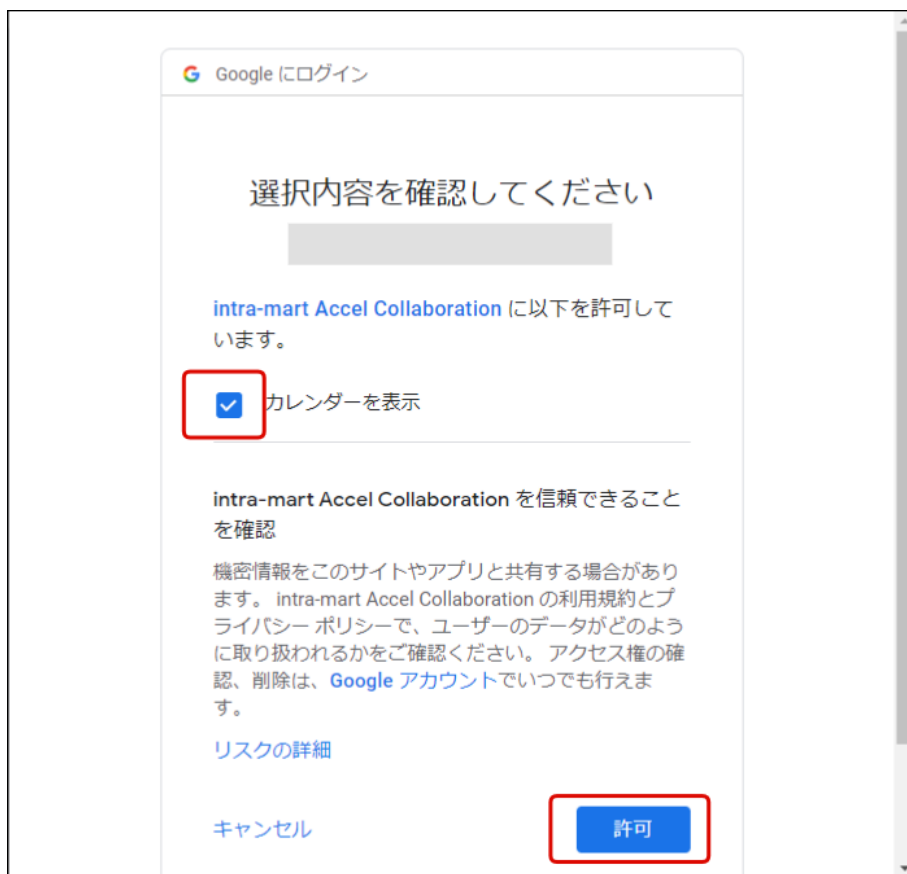 Google にログイン
選択内容を確認してください
intra-mart Accel Collaboration に以下を許可して
います。
カレンダーを表示
intra-mart Accel Collaboration を信頼できること
を確認
機密情報をこのサイトやアプリと共有する場合があり
ます。 intra-mart Accel Collaboration の利用規約とプ
ライバシー ポリシーで、ユーザーのデータがどのよう
に取り扱われるかをご確認ください。 アクセス権の確
認、削除は、Google アカウントでいつでも行えま
す。
リスクの詳細
キャンセル
許可